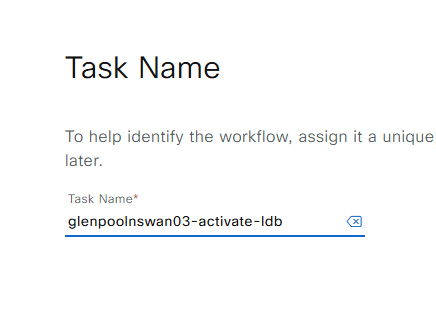 Task Name
To help identify the workflow, assign it a unique
later.
Task Name*
glenpoolnswan03-activate-ldb